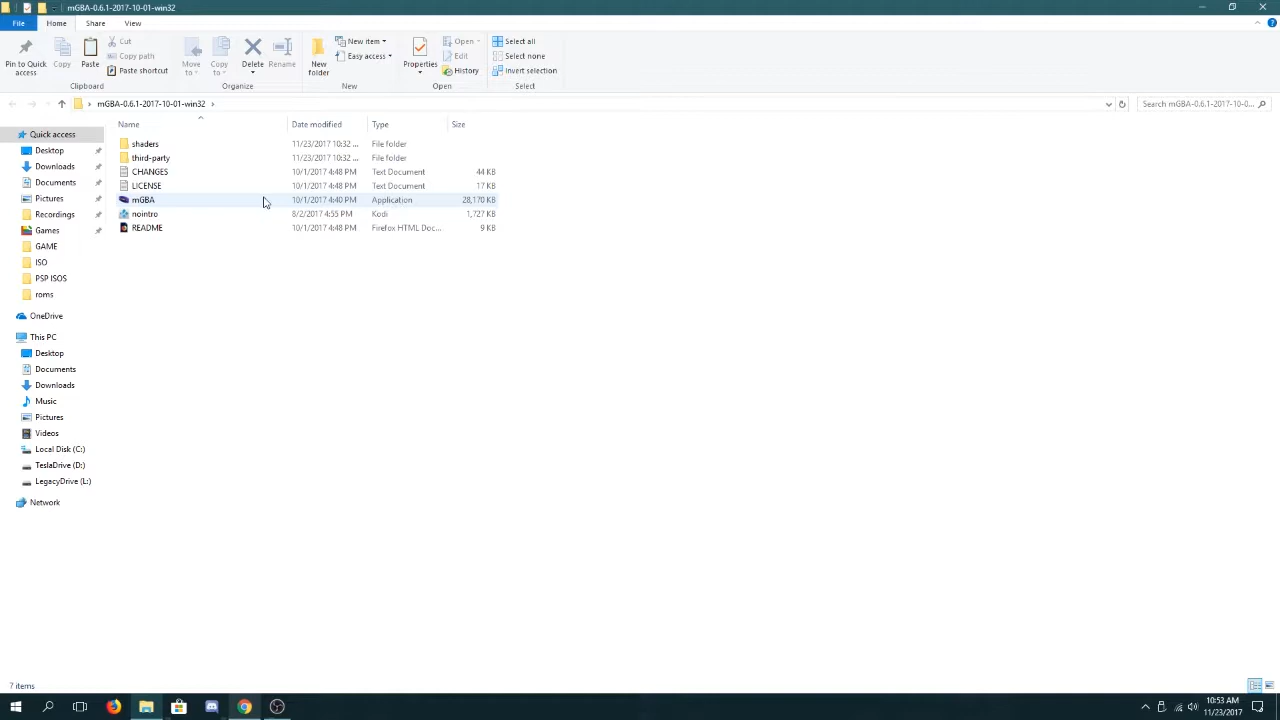 mGBA-0.6.1-2017-10-01-win32
File Home Share View
Pin to Quick access
Copy
Paste
Cut
Copy path
Paste shortcut
Clipboard
Move to
Copy to
Delete
Rename
Organize
New folder
New item
Easy access
New
Properties
Open
Edit
History
Open
Select all
Select none
Invert selection
Select
mGBA-0.6.1-2017-10-01-win32
Search mGBA-0.6.1-2017-10-0...
Name Date modified Type Size
shaders 11/23/2017 10:32 ... File folder
third-party 11/23/2017 10:32 ... File folder
CHANGES 10/1/2017 4:48 PM Text Document 44 KB
LICENSE 10/1/2017 4:48 PM Text Document 17 KB
mGBA 10/1/2017 4:40 PM Application 28,170 KB
nointro 8/2/2017 4:55 PM Kodi 1,727 KB
README 10/1/2017 4:48 PM Firefox HTML Doc... 9 KB
Quick access
Desktop
Downloads
Documents
Pictures
Recordings
Games
GAME
ISO
PSP ISOS
roms
OneDrive
This PC
Desktop
Documents
Downloads
Music
Pictures
Videos
Local Disk (C:)
TeslaDrive (D:)
LegacyDrive (L:)
Network
7 items
10:53 AM
11/23/2017